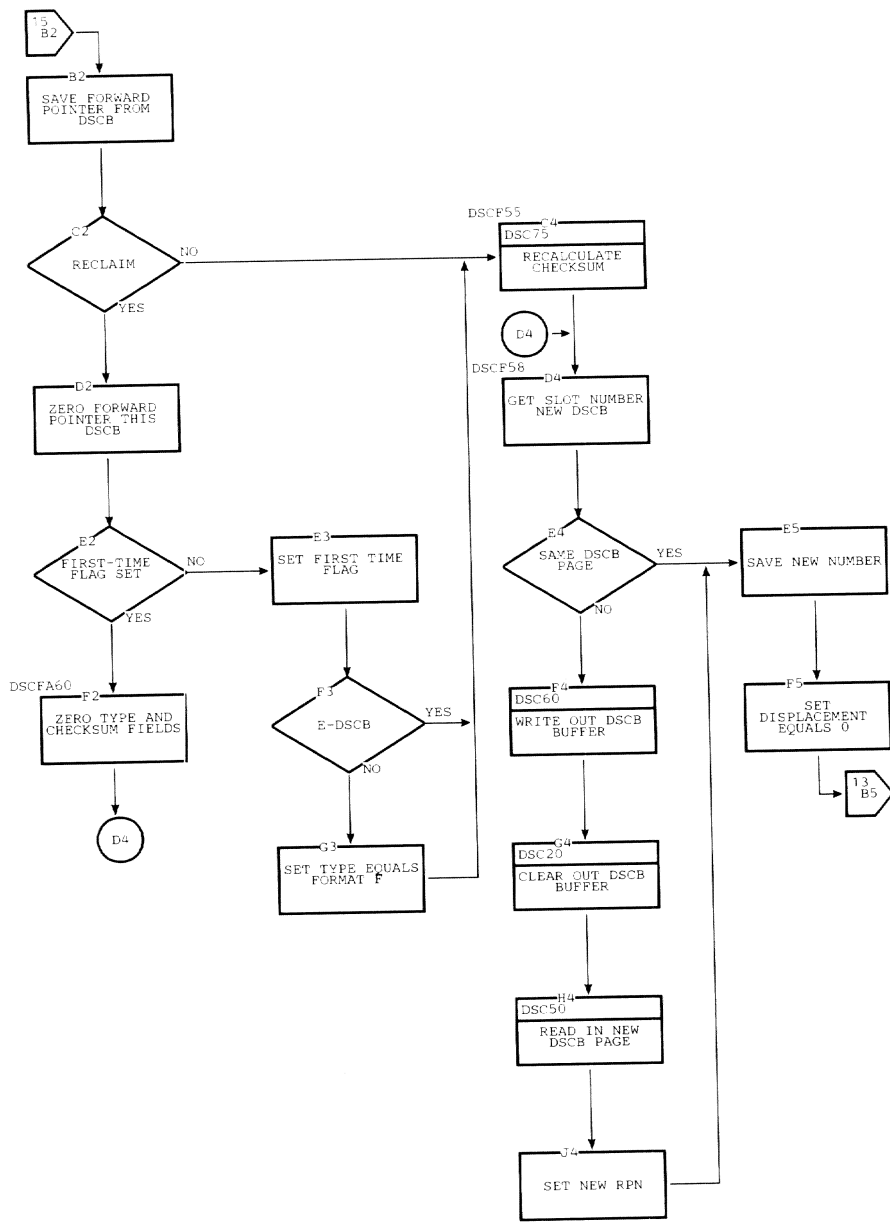 15
B2
B2
SAVE FORWARD
POINTER FROM
DSCB
C2
RECLAIM
NO
YES
D2
ZERO FORWARD
POINTER THIS
DSCB
E2
FIRST-TIME
FLAG SET
NO
YES
DSCFA60
F2
ZERO TYPE AND
CHECKSUM FIELDS
D4
E3
SET FIRST TIME
FLAG
F3
E-DSCB
YES
NO
G3
SET TYPE EQUALS
FORMAT F
DSCF55
C4
DSC75
RECALCULATE
CHECKSUM
D4
DSCF58
D4
GET SLOT NUMBER
NEW DSCB
E4
SAME DSCB
PAGE
YES
NO
F4
DSC60
WRITE OUT DSCB
BUFFER
G4
DSC20
CLEAR OUT DSCB
BUFFER
H4
DSC50
READ IN NEW
DSCB PAGE
J4
SET NEW RPN
E5
SAVE NEW NUMBER
F5
SET
DISPLACEMENT
EQUALS 0
13
B5